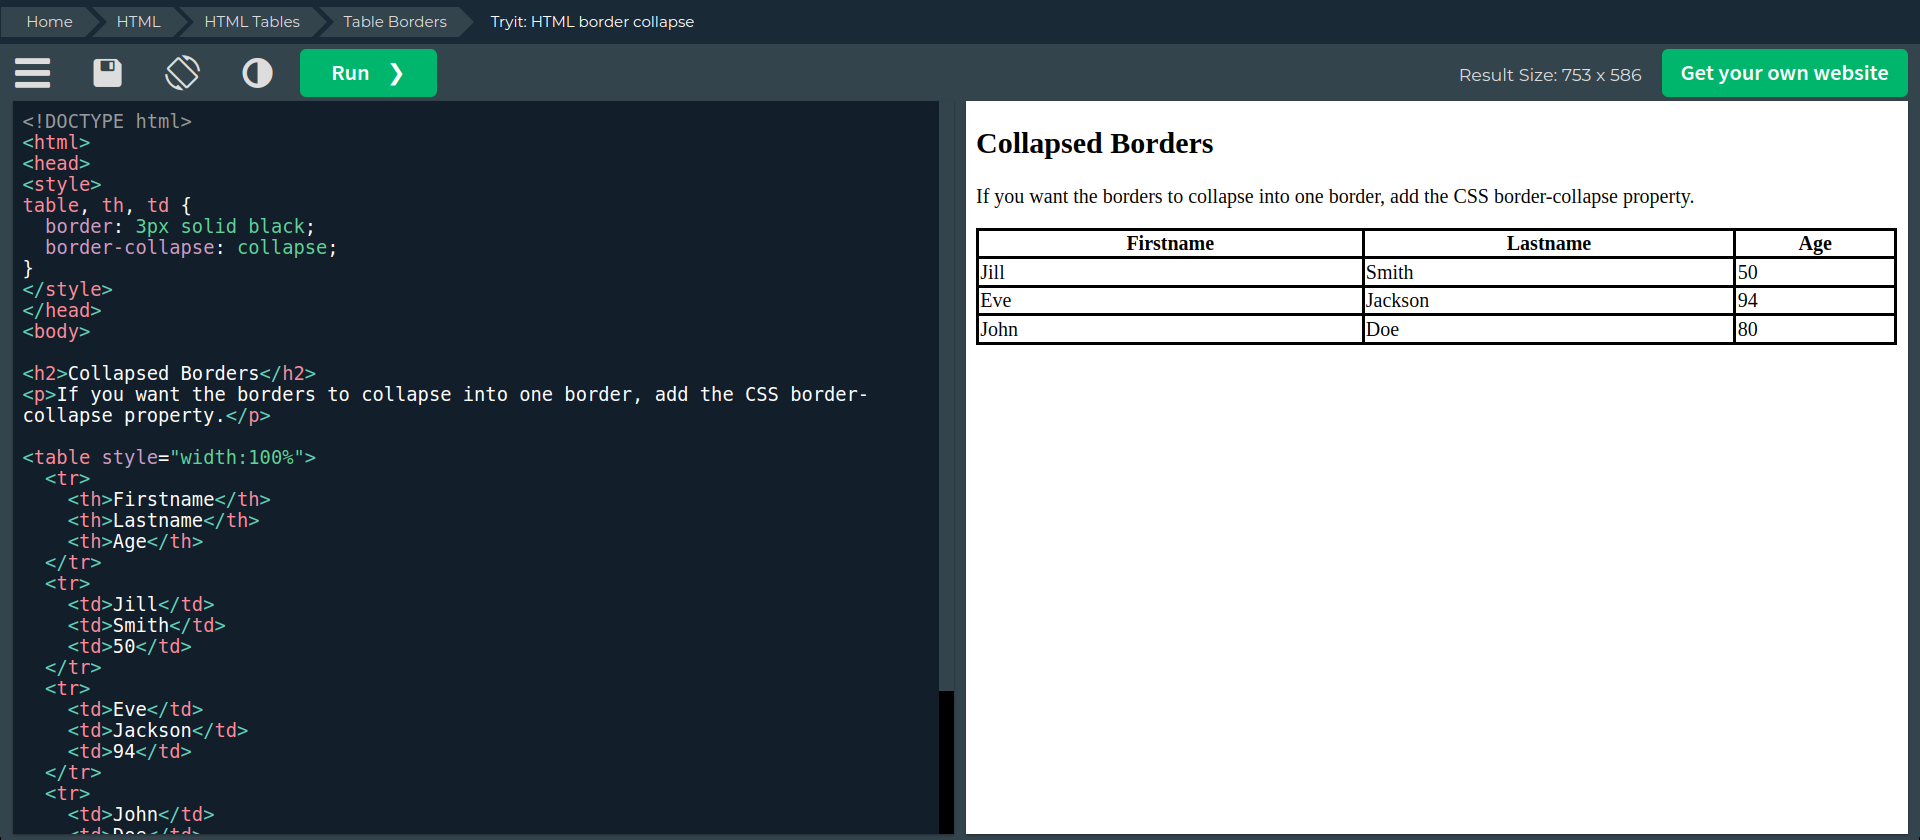 Home HTML HTML Tables Table Borders Tryit: HTML border collapse
Run ❯ Result Size: 753 x 586 Get your own website
<!DOCTYPE html>
<html>
<head>
<style>
table, th, td {
  border: 3px solid black;
  border-collapse: collapse;
}
</style>
</head>
<body>
<h2>Collapsed Borders</h2>
<p>If you want the borders to collapse into one border, add the CSS border-
collapse property.</p>
<table style="width:100%">
  <tr>
    <th>Firstname</th>
    <th>Lastname</th>
    <th>Age</th>
  </tr>
  <tr>
    <td>Jill</td>
    <td>Smith</td>
    <td>50</td>
  </tr>
  <tr>
    <td>Eve</td>
    <td>Jackson</td>
    <td>94</td>
  </tr>
  <tr>
    <td>John</td>
    <td>Doe</td>
Collapsed Borders
If you want the borders to collapse into one border, add the CSS border-collapse property.
Firstname Lastname Age
Jill Smith 50
Eve Jackson 94
John Doe 80